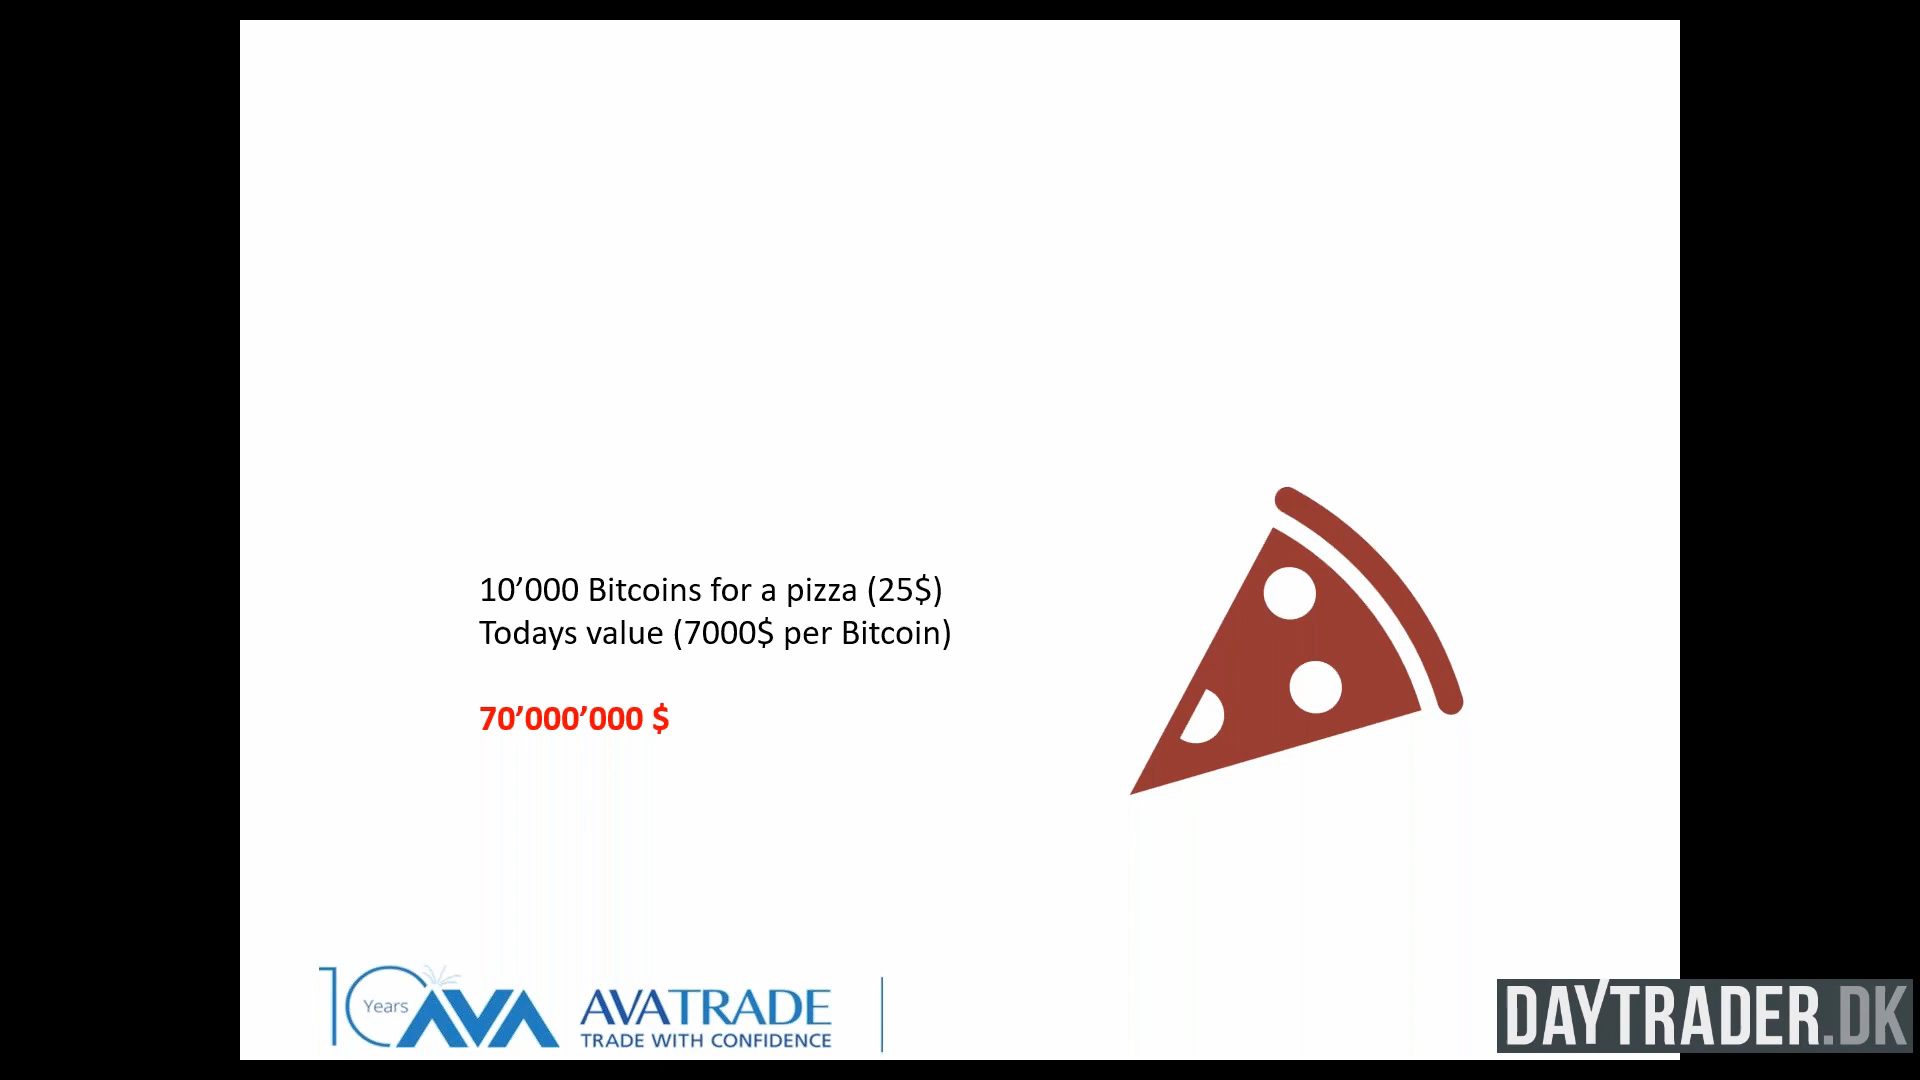 10’000 Bitcoins for a pizza (25$)
Todays value (7000$ per Bitcoin)
70’000’000 $
10 Years AVA
AVATRADE
TRADE WITH CONFIDENCE
DAYTRADER.DK